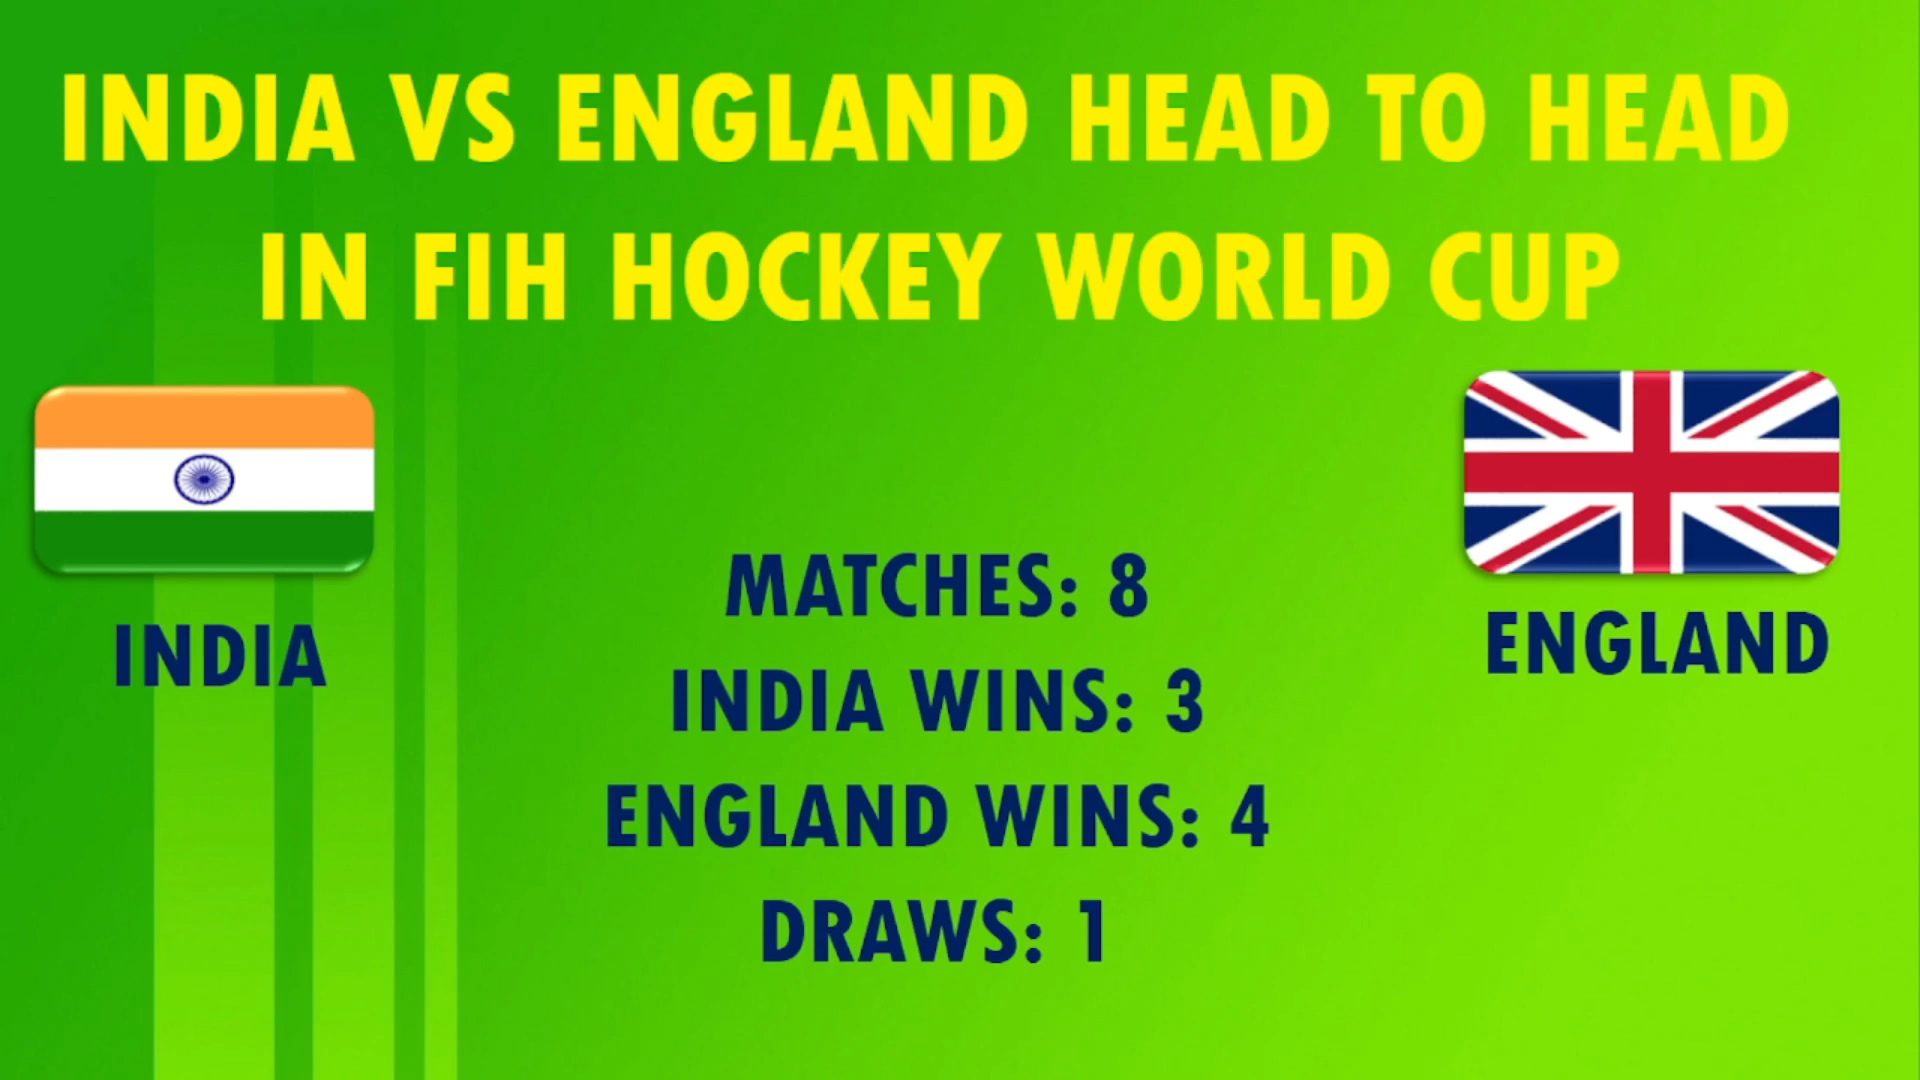 INDIA VS ENGLAND HEAD TO HEAD
IN FIH HOCKEY WORLD CUP
INDIA
ENGLAND
MATCHES: 8
INDIA WINS: 3
ENGLAND WINS: 4
DRAWS: 1